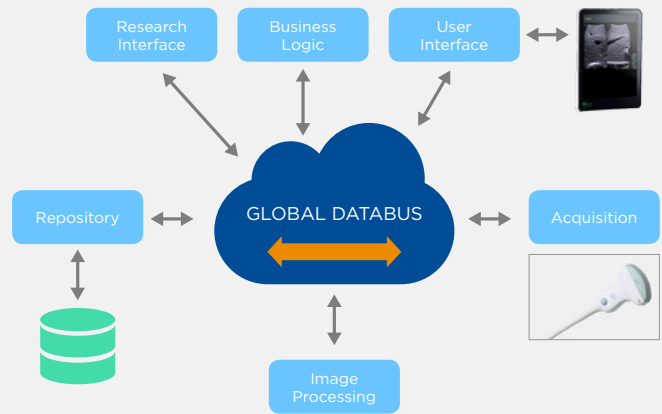 Research
Interface
Business
Logic
User
Interface
Repository
GLOBAL DATABUS
Acquisition
Image
Processing